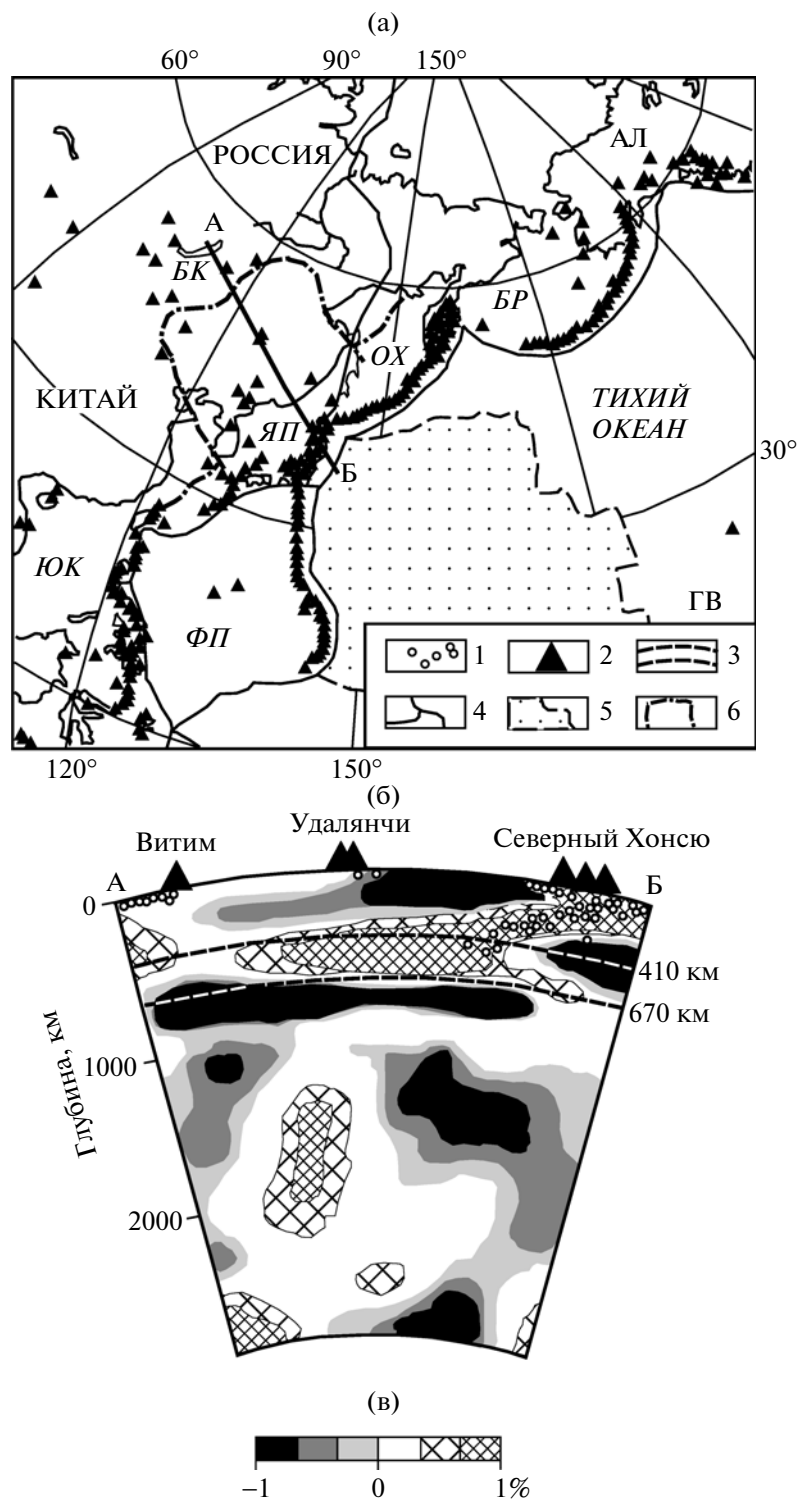 (а)
60° 90° 150°
РОССИЯ
АЛ
А
БК
БР
ОХ
КИТАЙ
ТИХИЙ
ОКЕАН
ЯП
30°
Б
ЮК
ФП
ГВ
1 2 3
4 5 6
120° 150°
(б)
Витим Удалянчи Северный Хонсю
А Б
0
410 км
670 км
1000
Глубина, км
2000
(в)
–1 0 1%